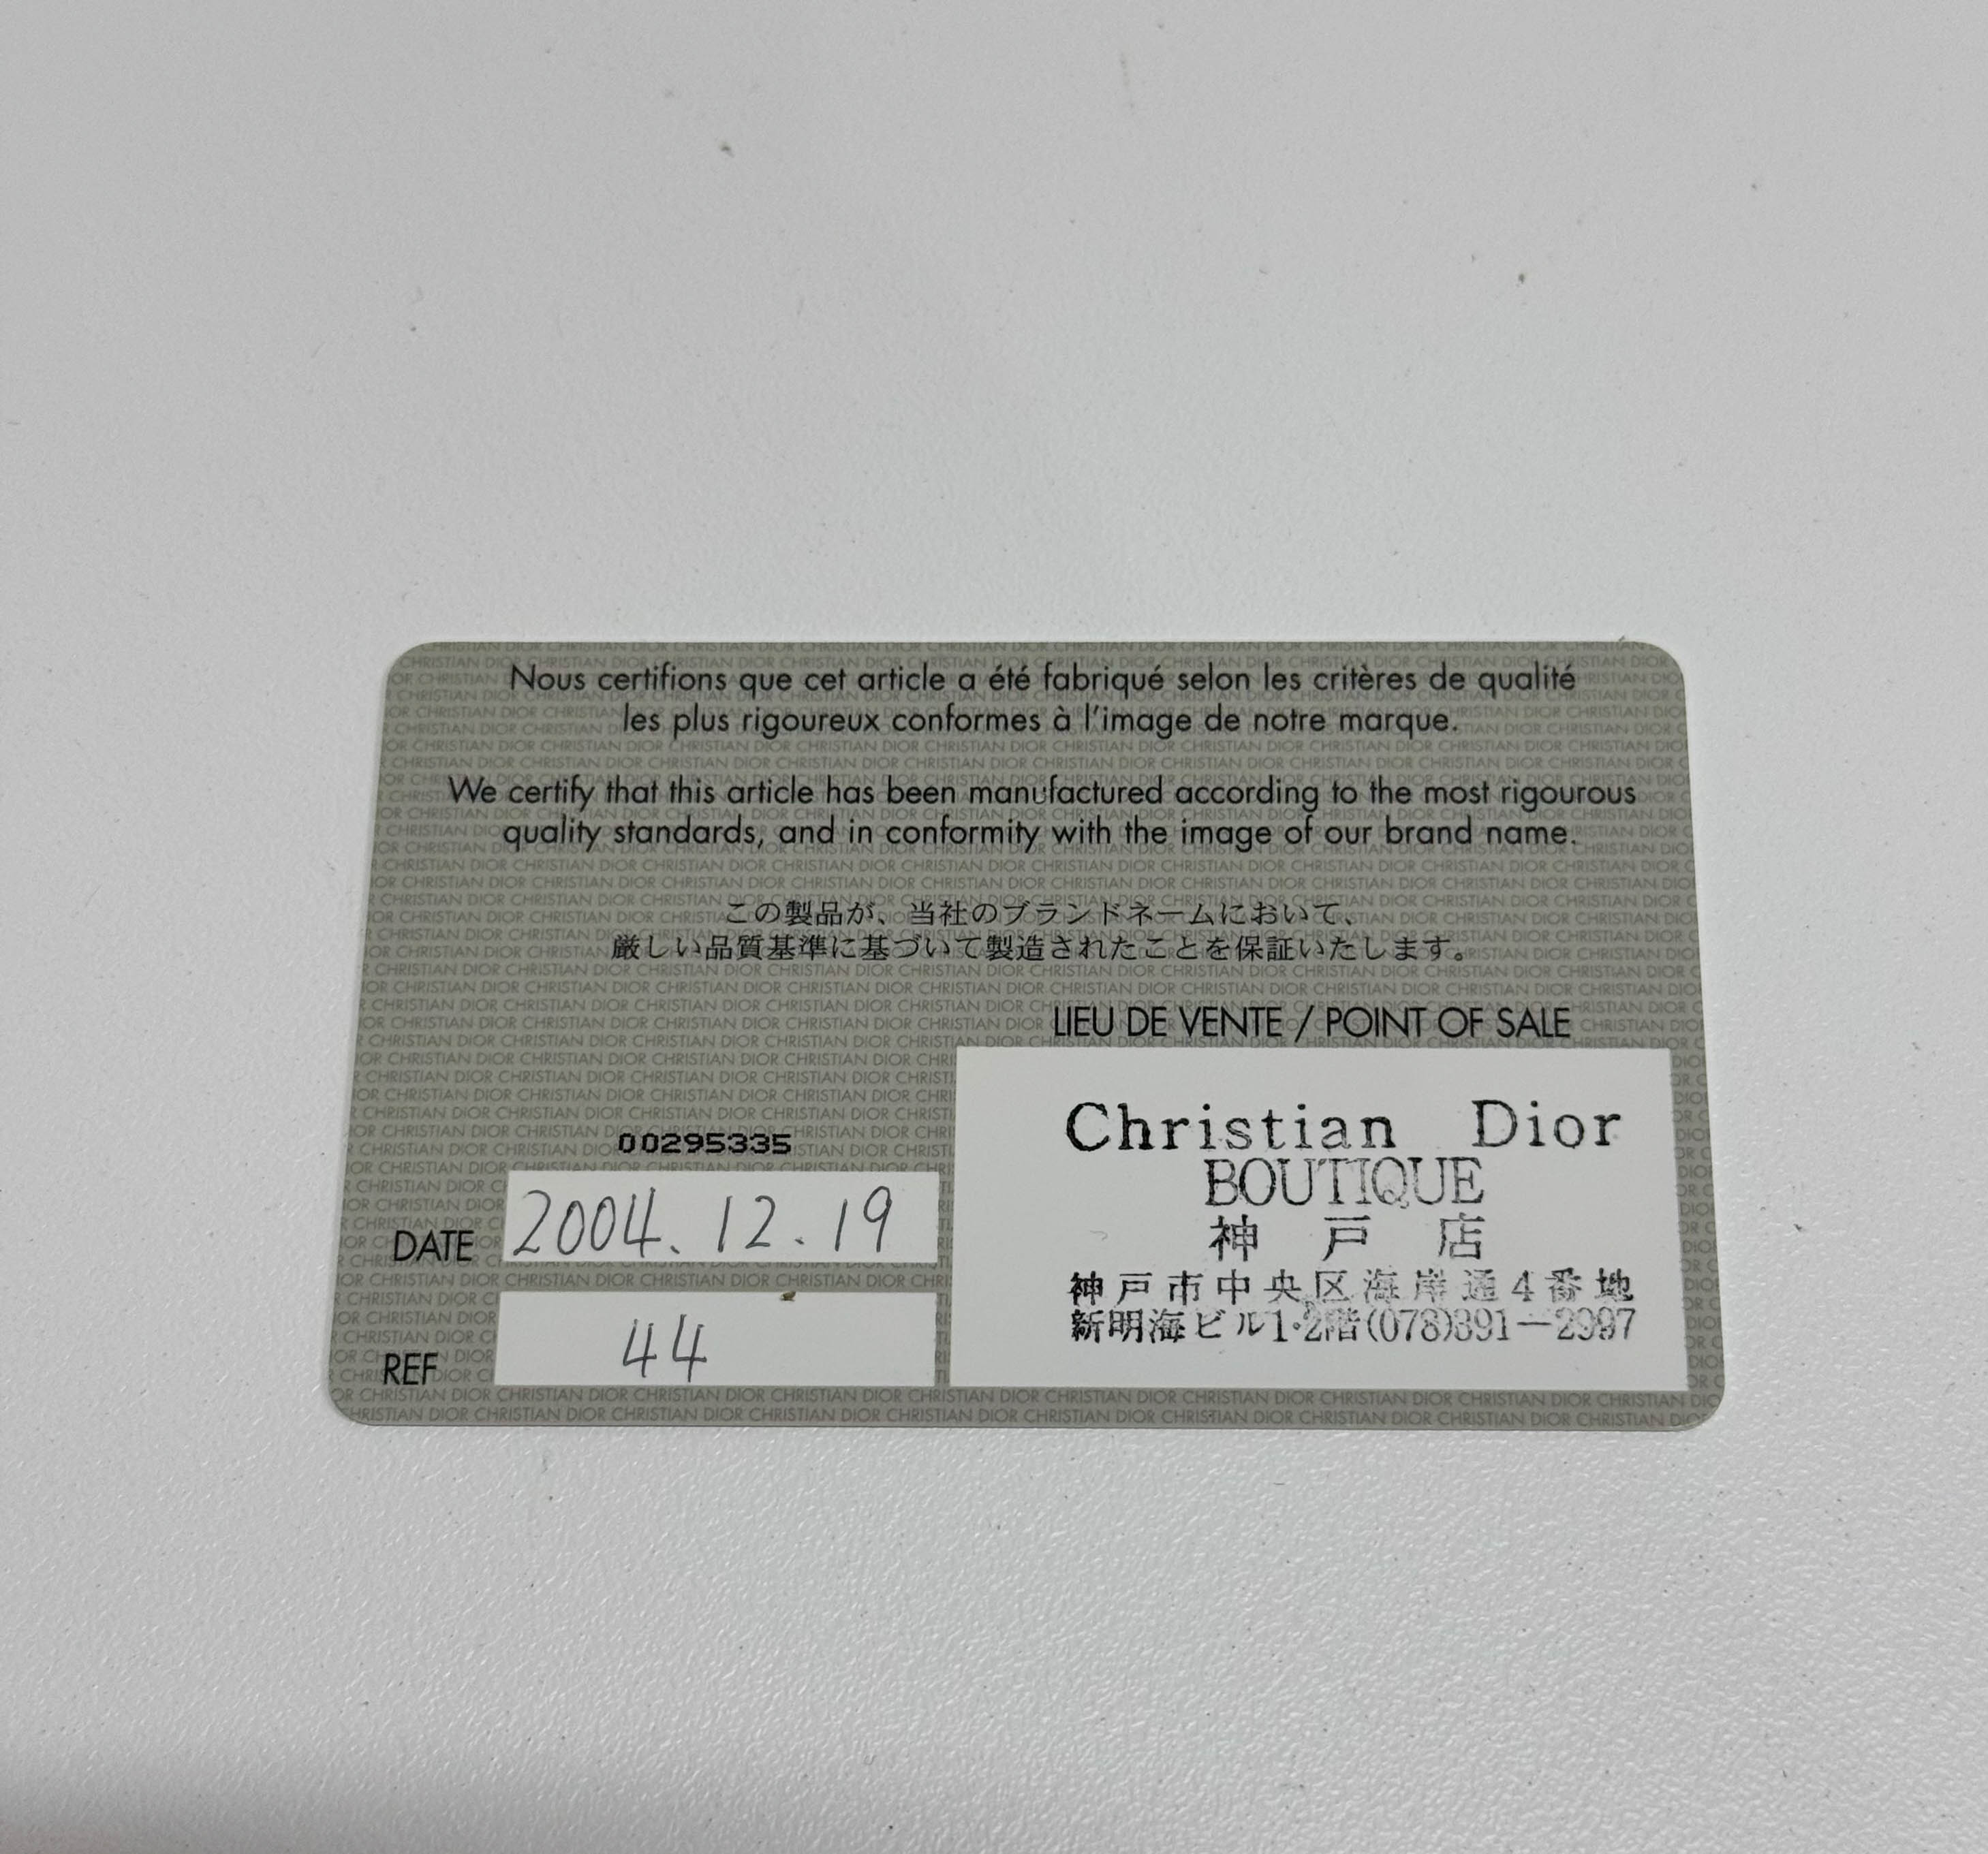 Nous certifions que cet article a été fabriqué selon les critères de qualité
les plus rigoureux conformes à l'image de notre marque.
We certify that this article has been manufactured according to the most rigourous
quality standards, and in conformity with the image of our brand name.
この製品が、当社のブランドネームにおいて、
厳しい品質基準に基づいて製造されたことを保証いたします。
LIEU DE VENTE / POINT OF SALE
Christian Dior
BOUTIQUE
神戸店
神戸市中央区海岸通4番地
新明海ビル1・2階(078)391-2997
00295335
DATE 2004.12.19
REF 44